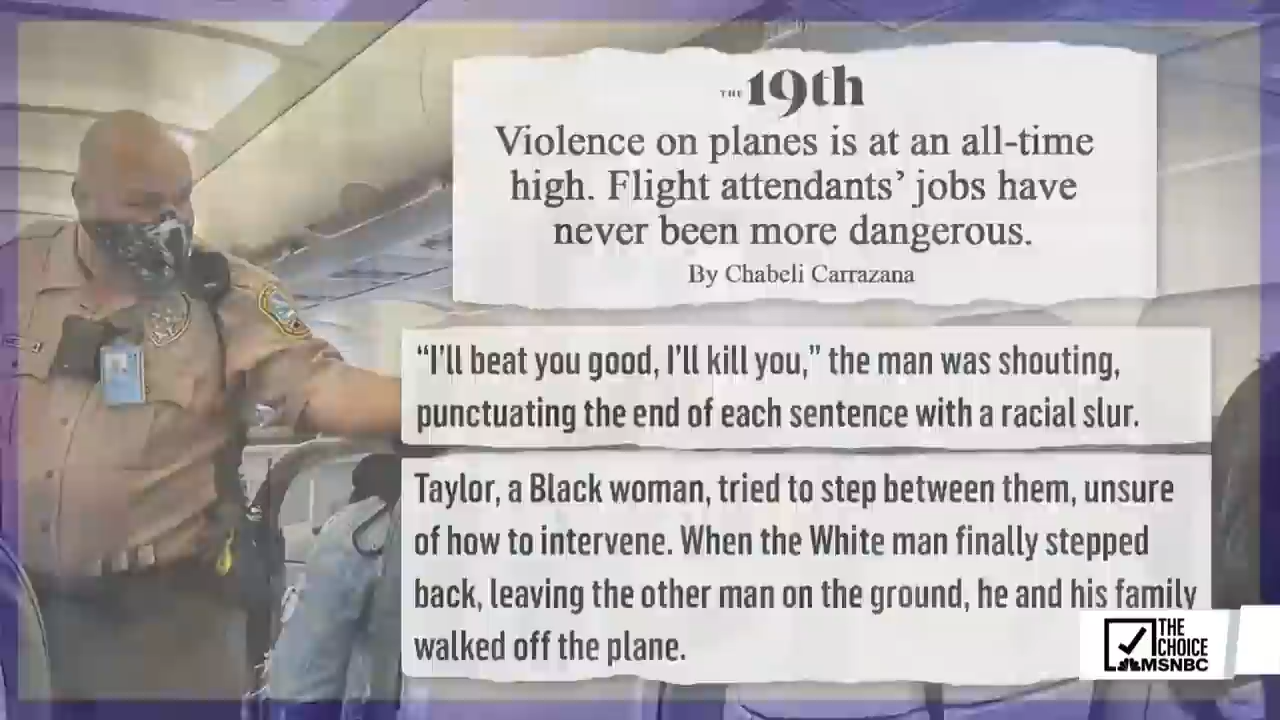 THE 19th
Violence on planes is at an all-time
high. Flight attendants’ jobs have
never been more dangerous.
By Chabeli Carrazana
“I’ll beat you good, I’ll kill you,” the man was shouting,
punctuating the end of each sentence with a racial slur.
Taylor, a Black woman, tried to step between them, unsure
of how to intervene. When the White man finally stepped
back, leaving the other man on the ground, he and his family
walked off the plane.
THE
CHOICE
MSNBC